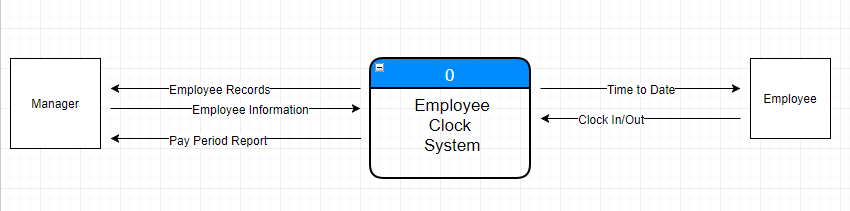 0
Employee Records
Time to Date
Manager
Employee Information
Employee
Clock
System
Employee
Clock In/Out
Pay Period Report